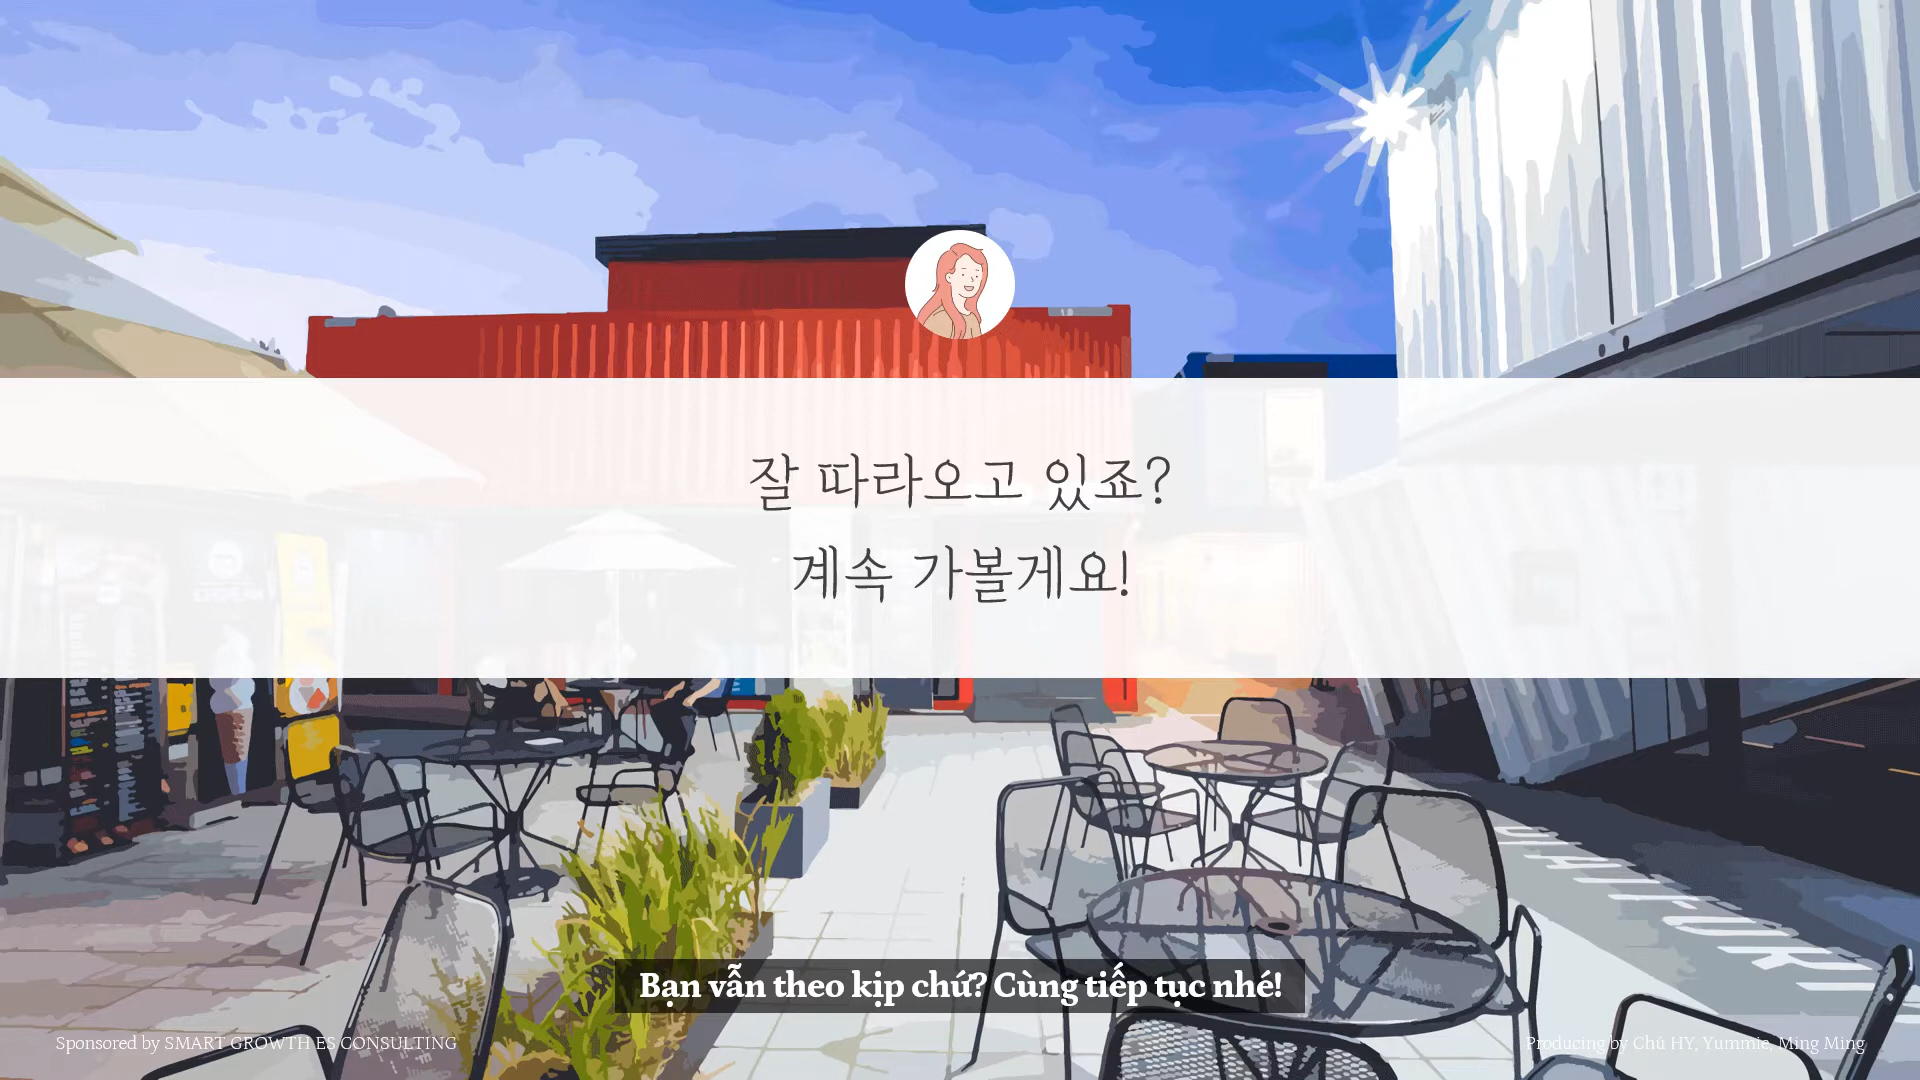 잘 따라오고 있죠?
계속 가볼게요!
Bạn vẫn theo kịp chứ? Cùng tiếp tục nhé!
Sponsored by SMART GROWTH ES CONSULTING
Producing by Chú HY, Yummie, Ming Ming